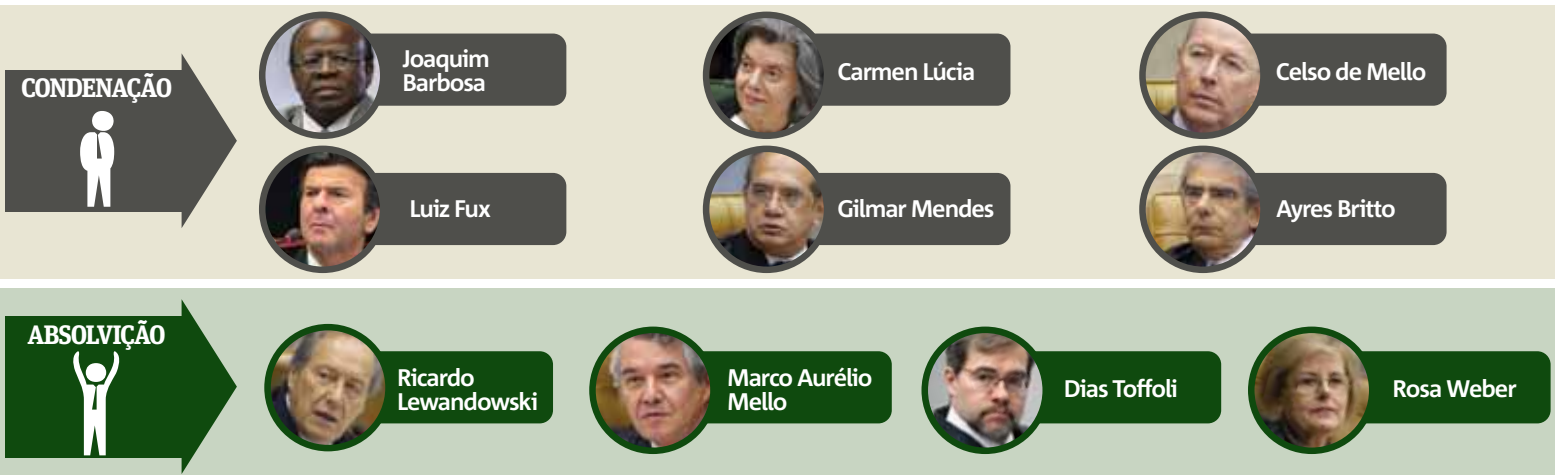 CONDENAÇÃO
Joaquim
Barbosa
Carmen Lúcia
Celso de Mello
Luiz Fux
Gilmar Mendes
Ayres Britto
ABSOLVIÇÃO
Ricardo
Lewandowski
Marco Aurélio
Mello
Dias Toffoli
Rosa Weber